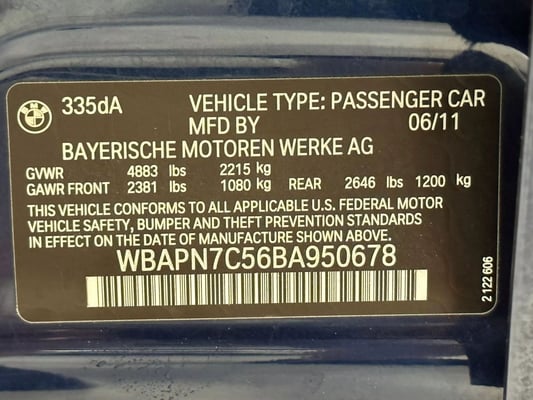 BMW 335dA VEHICLE TYPE: PASSENGER CAR
MFD BY 06/11
BAYERISCHE MOTOREN WERKE AG
GVWR 4883 lbs 2215 kg
GAWR FRONT 2381 lbs 1080 kg REAR 2646 lbs 1200 kg
THIS VEHICLE CONFORMS TO ALL APPLICABLE U.S. FEDERAL MOTOR
VEHICLE SAFETY, BUMPER AND THEFT PREVENTION STANDARDS
IN EFFECT ON THE DATE OF MANUFACTURE SHOWN ABOVE.
WBAPN7C56BA950678
2 122 606